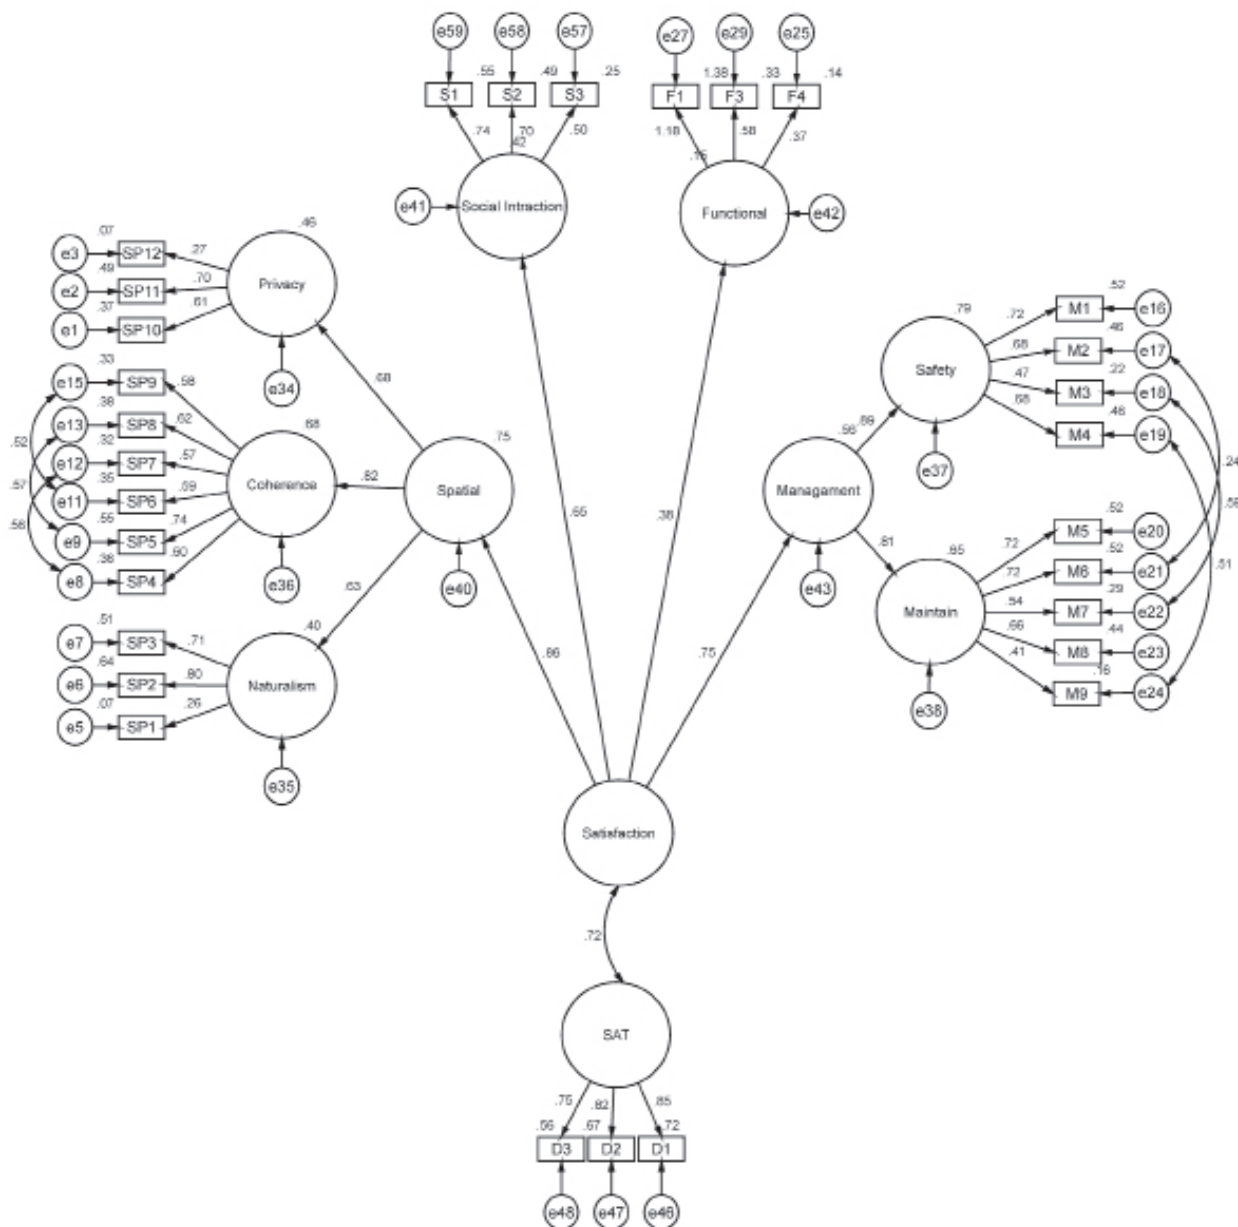 e59 e58 e57 e27 e29 e25
.55 .49 .25 1.38 .33 .14
S1 S2 S3 F1 F3 F4
.74 .70 .50 1.18 .58 .37
.42 .15
e41 Social Intraction Functional e42
.46
.07
e3 SP12 .27
.49
e2 SP11 .70 Privacy
.37 .61
e1 SP10
e34
.68
.33
e15 SP9 .58
.38
e13 SP8 .62 .68
.52 .32
e12 SP7 .57
.57 .35
e11 SP6 .59 Coherence .82 Spatial .75
.56 .55 .74
e9 SP5
.36 .60
e8 SP4
e36 e40
.63
.51 .40
e7 SP3 .71
.64
e6 SP2 .80 Naturalism
.07 .26
e5 SP1
e35
.86 .65 .38 .75
.79 .52
.72 M1 e16
.46
Safety .68 M2 e17
.22
.47 M3 e18
.46
.68 M4 e19
e37
.56 .89
Managament
e43
.24
.51
.81 .85 .52
.72 M5 e20
.52
.72 M6 e21
.29
Maintain .54 M7 e22
.44
.66 M8 e23
.16
.41 M9 e24
e38
Satisfaction
.72
SAT
.75 .82 .85
.56 .67 .72
D3 D2 D1
e48 e47 e46